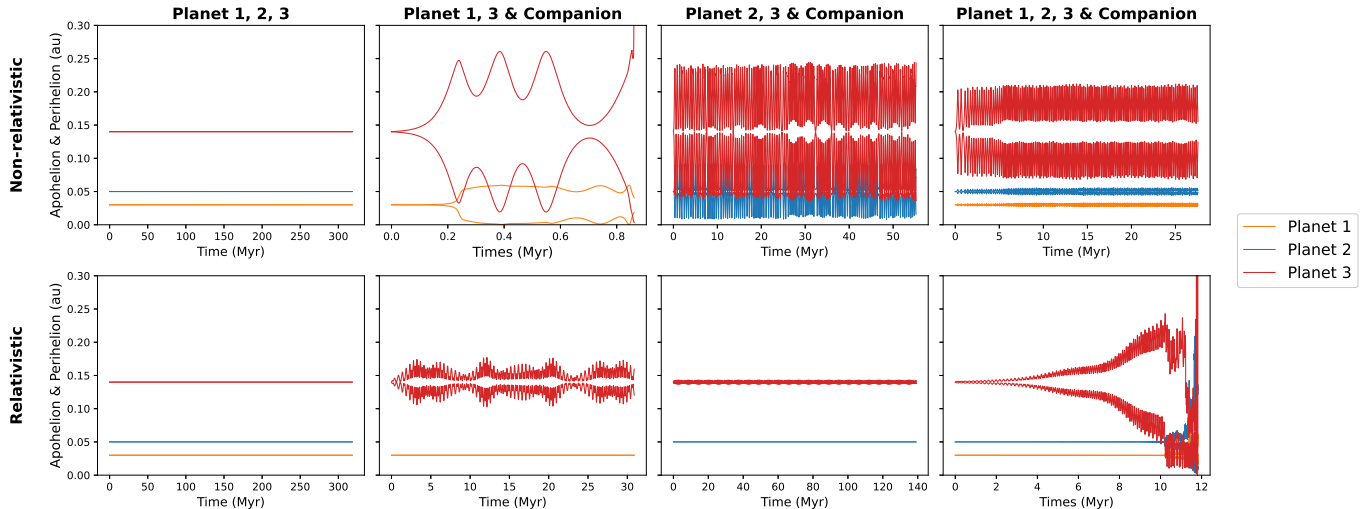 Planet 1, 2, 3
Planet 1, 3 & Companion
Planet 2, 3 & Companion
Planet 1, 2, 3 & Companion
Non-relativistic
Apohelion & Perihelion (au)
0.30
0.25
0.20
0.15
0.10
0.05
0.00
0 50 100 150 200 250 300
Time (Myr)
0.0 0.2 0.4 0.6 0.8
Times (Myr)
0 10 20 30 40 50
Time (Myr)
0 5 10 15 20 25
Time (Myr)
Planet 1
Planet 2
Planet 3
Relativistic
Apohelion & Perihelion (au)
0.30
0.25
0.20
0.15
0.10
0.05
0.00
0 50 100 150 200 250 300
Time (Myr)
0 5 10 15 20 25 30
Time (Myr)
0 20 40 60 80 100 120 140
Time (Myr)
0 2 4 6 8 10 12
Times (Myr)